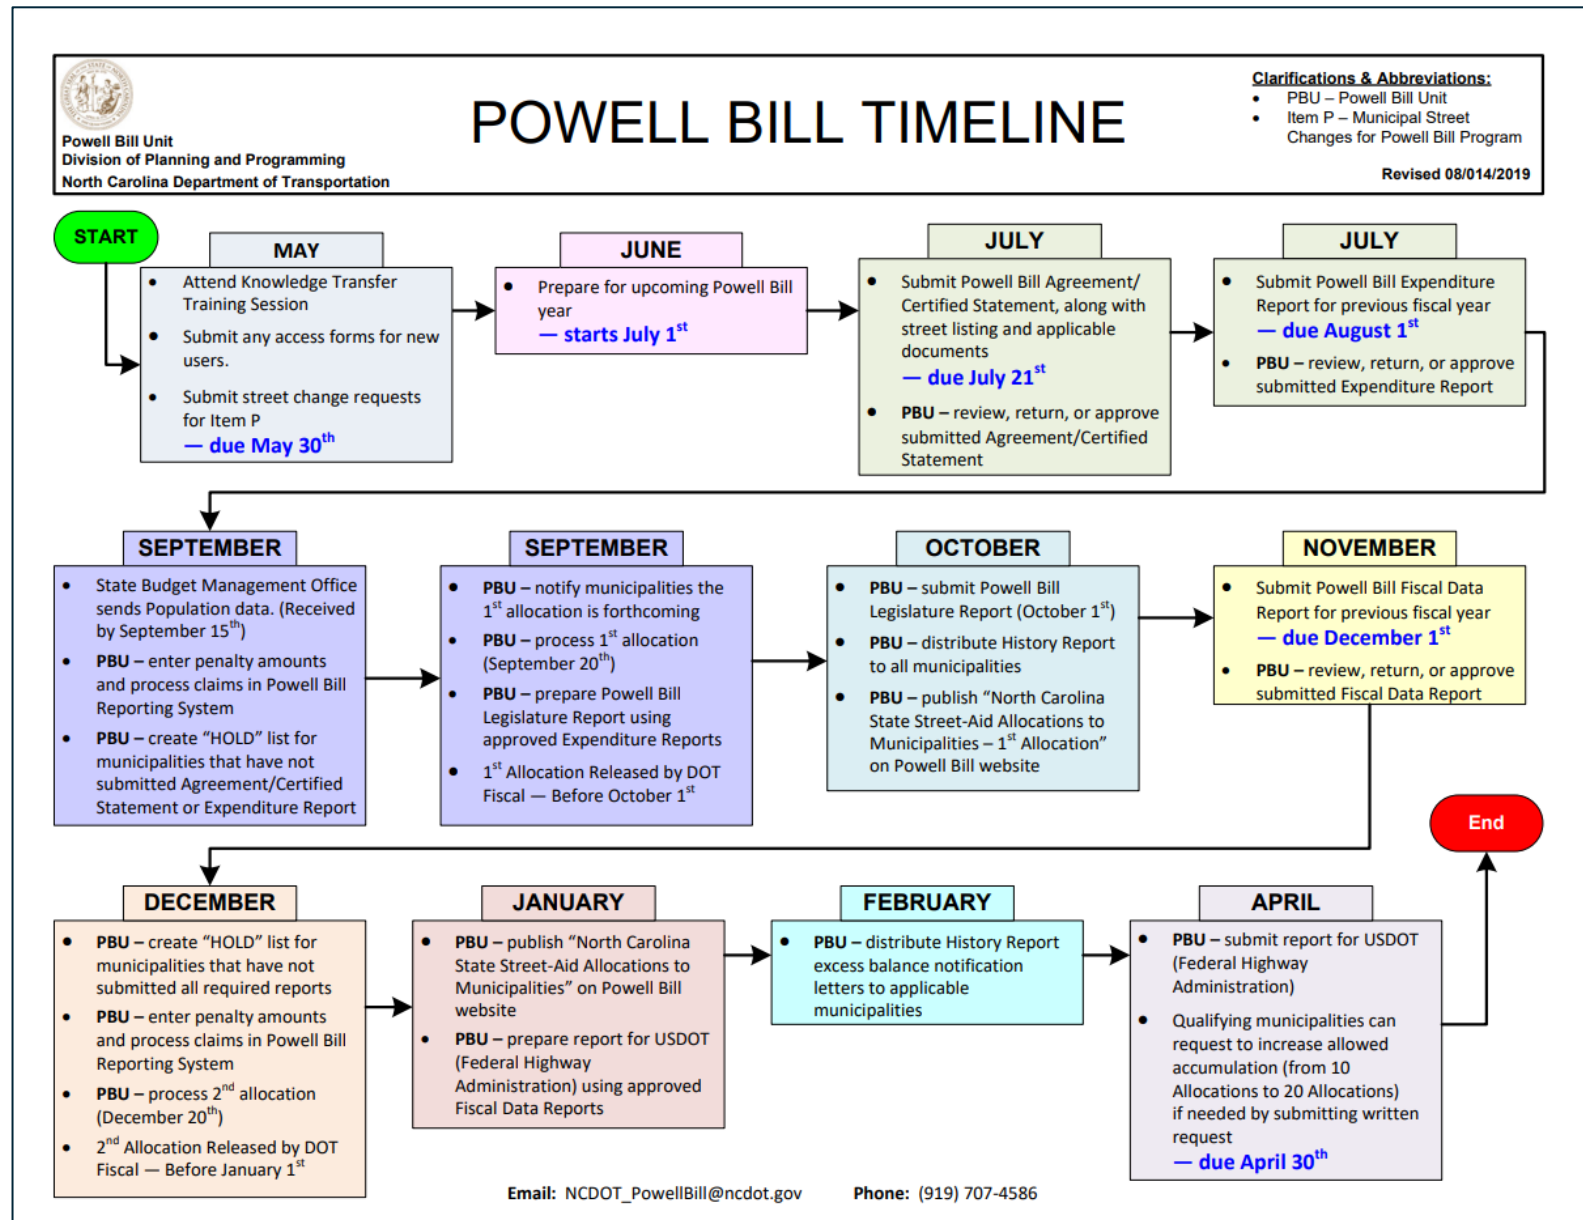 Powell Bill Unit
Division of Planning and Programming
North Carolina Department of Transportation
POWELL BILL TIMELINE
Clarifications & Abbreviations:
• PBU – Powell Bill Unit
• Item P – Municipal Street
Changes for Powell Bill Program
Revised 08/014/2019
START
MAY
• Attend Knowledge Transfer
Training Session
• Submit any access forms for new
users.
• Submit street change requests
for Item P
— due May 30th
JUNE
• Prepare for upcoming Powell Bill
year
— starts July 1st
JULY
• Submit Powell Bill Agreement/
Certified Statement, along with
street listing and applicable
documents
— due July 21st
• PBU – review, return, or approve
submitted Agreement/Certified
Statement
JULY
• Submit Powell Bill Expenditure
Report for previous fiscal year
— due August 1st
• PBU – review, return, or approve
submitted Expenditure Report
SEPTEMBER
• State Budget Management Office
sends Population data. (Received
by September 15th)
• PBU – enter penalty amounts
and process claims in Powell Bill
Reporting System
• PBU – create “HOLD” list for
municipalities that have not
submitted Agreement/Certified
Statement or Expenditure Report
SEPTEMBER
• PBU – notify municipalities the
1st allocation is forthcoming
• PBU – process 1st allocation
(September 20th)
• PBU – prepare Powell Bill
Legislature Report using
approved Expenditure Reports
• 1st Allocation Released by DOT
Fiscal — Before October 1st
OCTOBER
• PBU – submit Powell Bill
Legislature Report (October 1st)
• PBU – distribute History Report
to all municipalities
• PBU – publish “North Carolina
State Street-Aid Allocations to
Municipalities – 1st Allocation”
on Powell Bill website
NOVEMBER
• Submit Powell Bill Fiscal Data
Report for previous fiscal year
— due December 1st
• PBU – review, return, or approve
submitted Fiscal Data Report
End
DECEMBER
• PBU – create “HOLD” list for
municipalities that have not
submitted all required reports
• PBU – enter penalty amounts
and process claims in Powell Bill
Reporting System
• PBU – process 2nd allocation
(December 20th)
• 2nd Allocation Released by DOT
Fiscal — Before January 1st
JANUARY
• PBU – publish “North Carolina
State Street-Aid Allocations to
Municipalities” on Powell Bill
website
• PBU – prepare report for USDOT
(Federal Highway
Administration) using approved
Fiscal Data Reports
FEBRUARY
• PBU – distribute History Report
excess balance notification
letters to applicable
municipalities
APRIL
• PBU – submit report for USDOT
(Federal Highway
Administration)
• Qualifying municipalities can
request to increase allowed
accumulation (from 10
Allocations to 20 Allocations)
if needed by submitting written
request
— due April 30th
Email: NCDOT_PowellBill@ncdot.gov Phone: (919) 707-4586